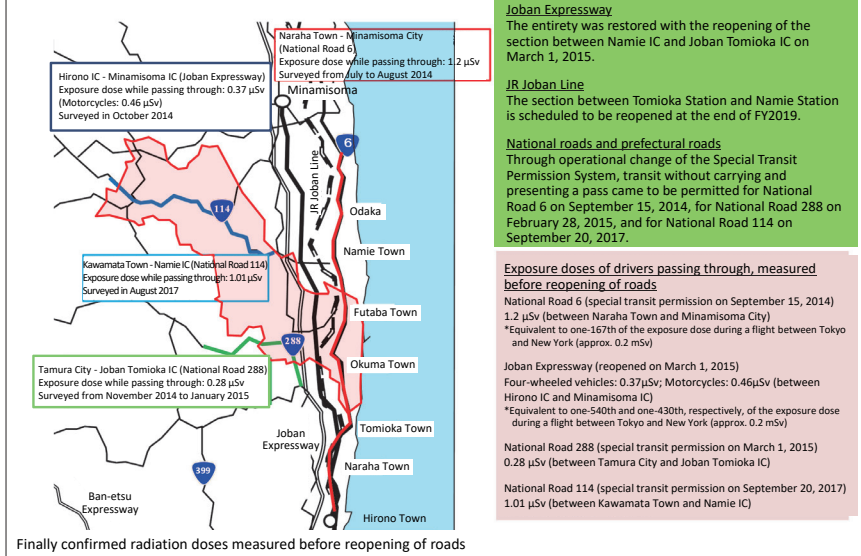 Naraha Town - Minamisoma City
(National Road 6)
Exposure dose while passing through: 1.2 μSv
Surveyed from July to August 2014
Hirono IC - Minamisoma IC (Joban Expressway)
Exposure dose while passing through: 0.37 μSv
(Motorcycles: 0.46 μSv)
Surveyed in October 2014
Minamisoma
6
JR Joban Line
114
Odaka
Namie Town
Kawamata Town - Namie IC (National Road 114)
Exposure dose while passing through: 1.01 μSv
Surveyed in August 2017
Futaba Town
288
Okuma Town
Tamura City - Joban Tomioka IC (National Road 288)
Exposure dose while passing through: 0.28 μSv
Surveyed from November 2014 to January 2015
Tomioka Town
Joban
Expressway
Naraha Town
399
Ban-etsu
Expressway
Hirono Town
Finally confirmed radiation doses measured before reopening of roads
Joban Expressway
The entirety was restored with the reopening of the
section between Namie IC and Joban Tomioka IC on
March 1, 2015.
JR Joban Line
The section between Tomioka Station and Namie Station
is scheduled to be reopened at the end of FY2019.
National roads and prefectural roads
Through operational change of the Special Transit
Permission System, transit without carrying and
presenting a pass came to be permitted for National
Road 6 on September 15, 2014, for National Road 288 on
February 28, 2015, and for National Road 114 on
September 20, 2017.
Exposure doses of drivers passing through, measured
before reopening of roads
National Road 6 (special transit permission on September 15, 2014)
1.2 μSv (between Naraha Town and Minamisoma City)
*Equivalent to one-167th of the exposure dose during a flight between Tokyo
and New York (approx. 0.2 mSv)
Joban Expressway (reopened on March 1, 2015)
Four-wheeled vehicles: 0.37μSv; Motorcycles: 0.46μSv (between
Hirono IC and Minamisoma IC)
*Equivalent to one-540th and one-430th, respectively, of the exposure dose
during a flight between Tokyo and New York (approx. 0.2 mSv)
National Road 288 (special transit permission on March 1, 2015)
0.28 μSv (between Tamura City and Joban Tomioka IC)
National Road 114 (special transit permission on September 20, 2017)
1.01 μSv (between Kawamata Town and Namie IC)